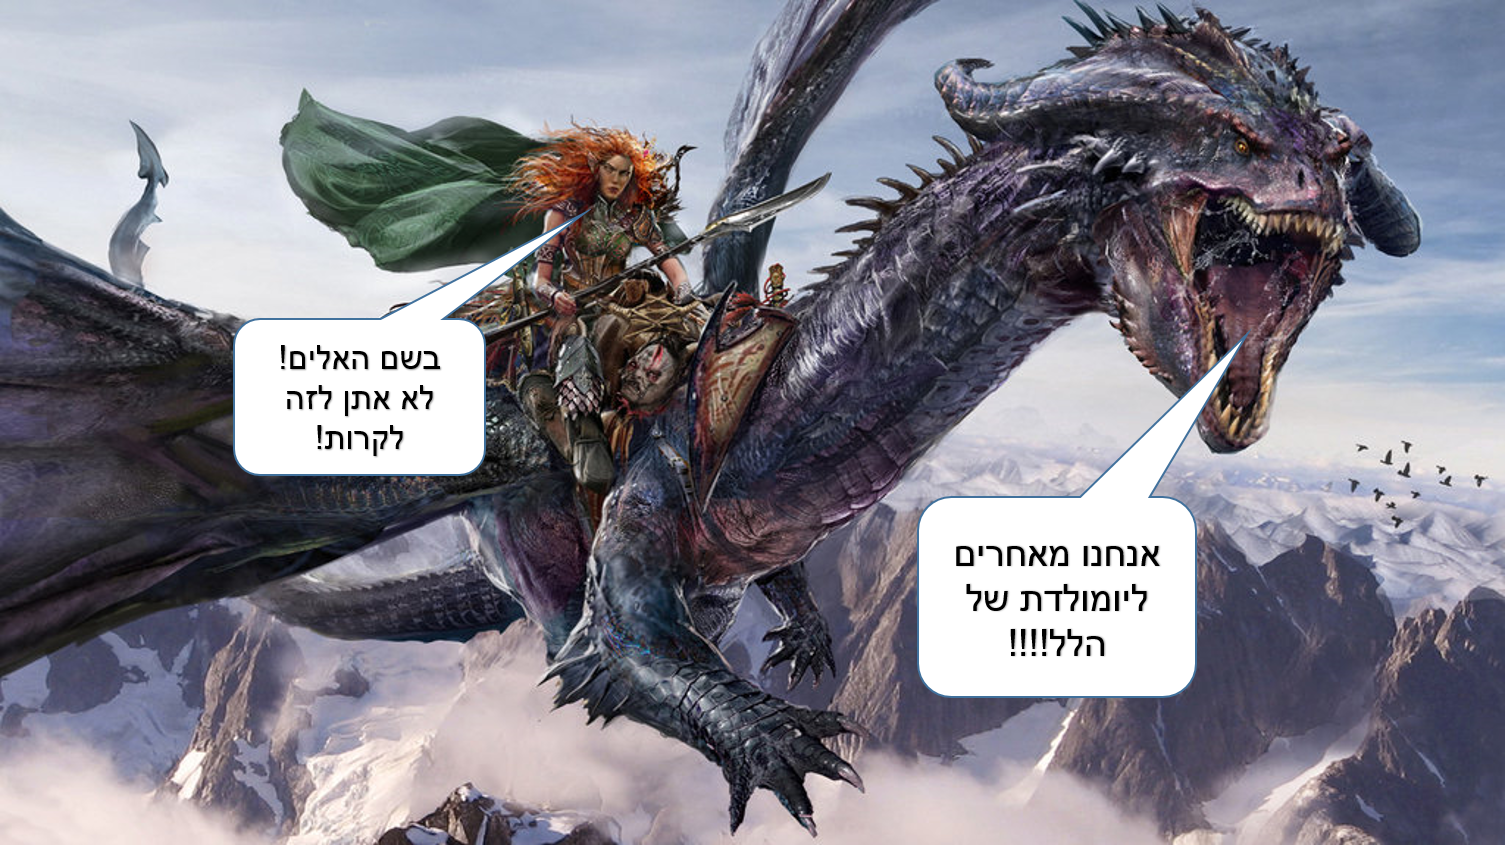 בשם האלים!
לא אתן לזה
לקרות!
אנחנו מאחרים
ליומולדת של
הלל!!!!